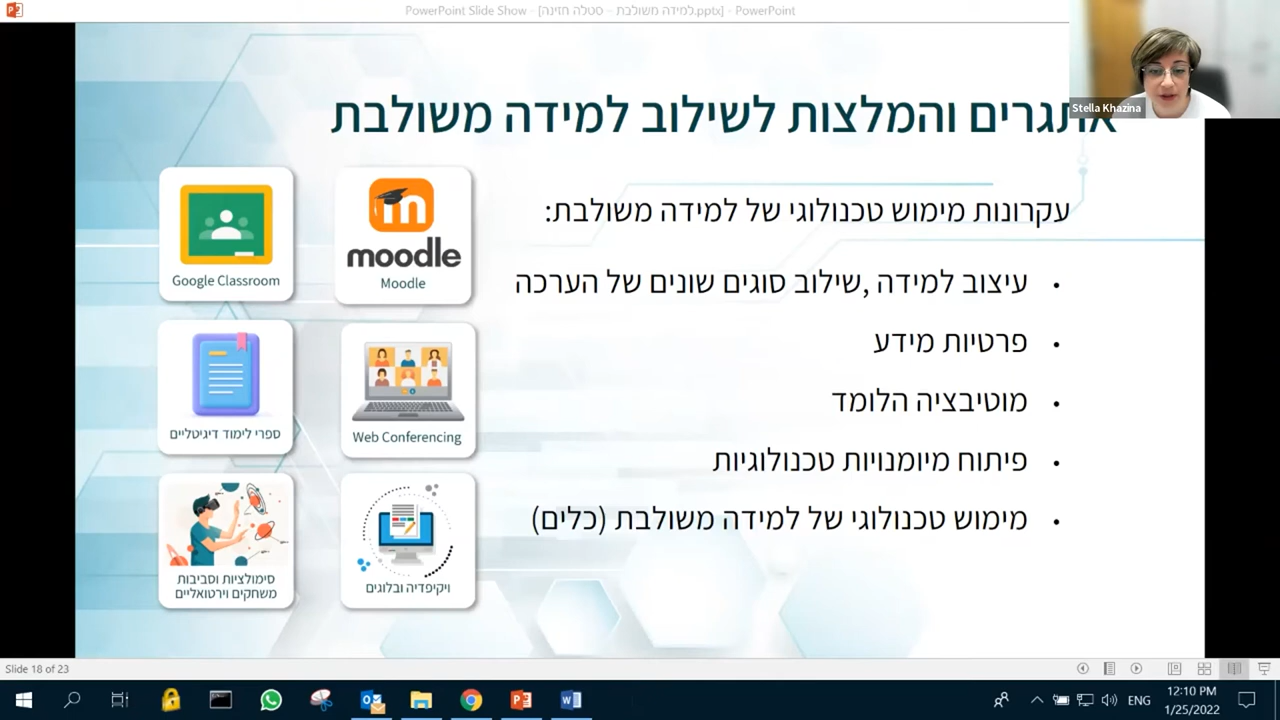 PowerPoint Slide Show - [למידה משולבת – סטלה חזינה.pptx] - PowerPoint
Stella Khazina
אתגרים והמלצות לשילוב למידה משולבת
עקרונות מימוש טכנולוגי של למידה משולבת:
• עיצוב למידה ,שילוב סוגים שונים של הערכה
• פרטיות מידע
• מוטיבציה הלומד
• פיתוח מיומנויות טכנולוגיות
• מימוש טכנולוגי של למידה משולבת (כלים)
moodle
Moodle
Google Classroom
Web Conferencing
ספרי לימוד דיגיטליים
ויקיפדיה ובלוגים
סימולציות וסביבות
משחקים וירטואליים
Slide 18 of 23
ENG
12:10 PM
1/25/2022